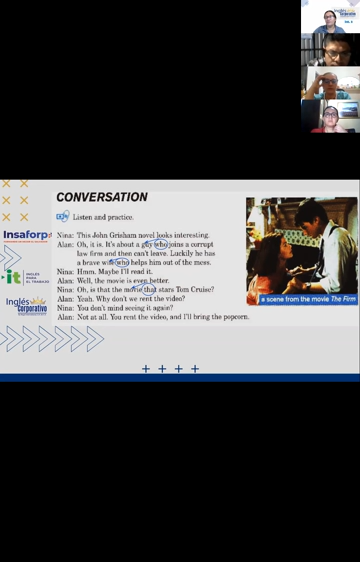 CONVERSATION
Listen and practice.
Nina: This John Grisham novel looks interesting.
Alan: Oh, it is. It's about a guy who joins a corrupt
law firm and then can't leave. Luckily he has
a brave wife who helps him out of the mess.
Nina: Hmm. Maybe I'll read it.
Alan: Well, the movie is even better.
Nina: Oh, is that the movie that stars Tom Cruise?
Alan: Yeah. Why don't we rent the video?
Nina: You don't mind seeing it again?
Alan: Not at all. You rent the video, and I'll bring the popcorn.
a scene from the movie The Firm
Insaforp
it
INGLÉS
PARA
EL TRABAJO
Inglés
Corporativo